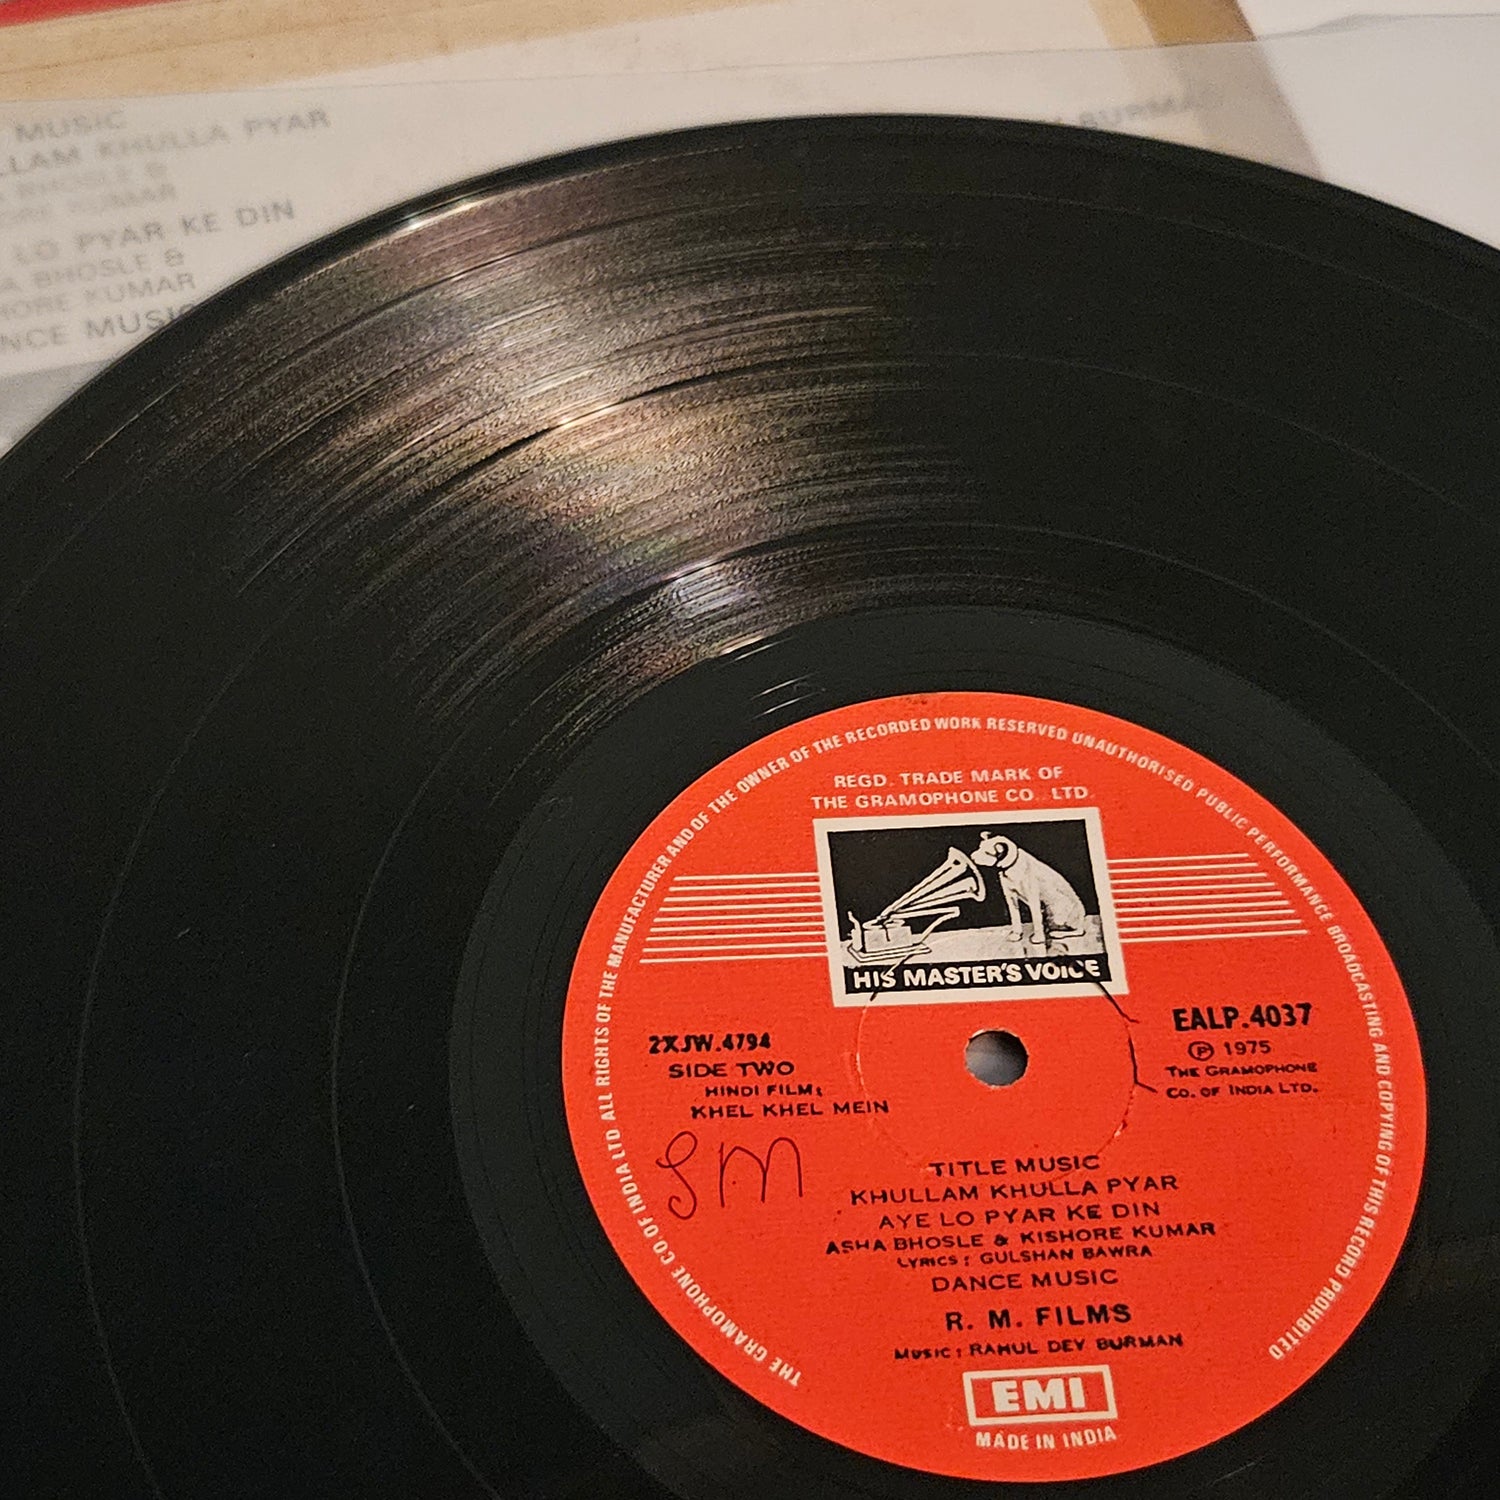 MUSIC
KHULLA PYAR
BHOSLE &
KUMAR
LO PYAR KE DIN
BHOSLE &
KUMAR
MUSIC
THE GRAMOPHONE CO. OF INDIA LTD ALL RIGHTS OF THE MANUFACTURER AND OF THE OWNER OF THE RECORDED WORK RESERVED UNAUTHORISED PUBLIC PERFORMANCE BROADCASTING AND COPYING OF THIS RECORD PROHIBITED
REGD. TRADE MARK OF
THE GRAMOPHONE CO. LTD.
HIS MASTER'S VOICE
2XJW.4794
SIDE TWO
HINDI FILM:
KHEL KHEL MEIN
EALP.4037
Ⓟ 1975
THE GRAMOPHONE
CO. OF INDIA LTD.
SM
TITLE MUSIC
KHULLAM KHULLA PYAR
AYE LO PYAR KE DIN
ASHA BHOSLE & KISHORE KUMAR
LYRICS: GULSHAN BAWRA
DANCE MUSIC
R. M. FILMS
MUSIC: RAHUL DEV BURMAN
EMI
MADE IN INDIA